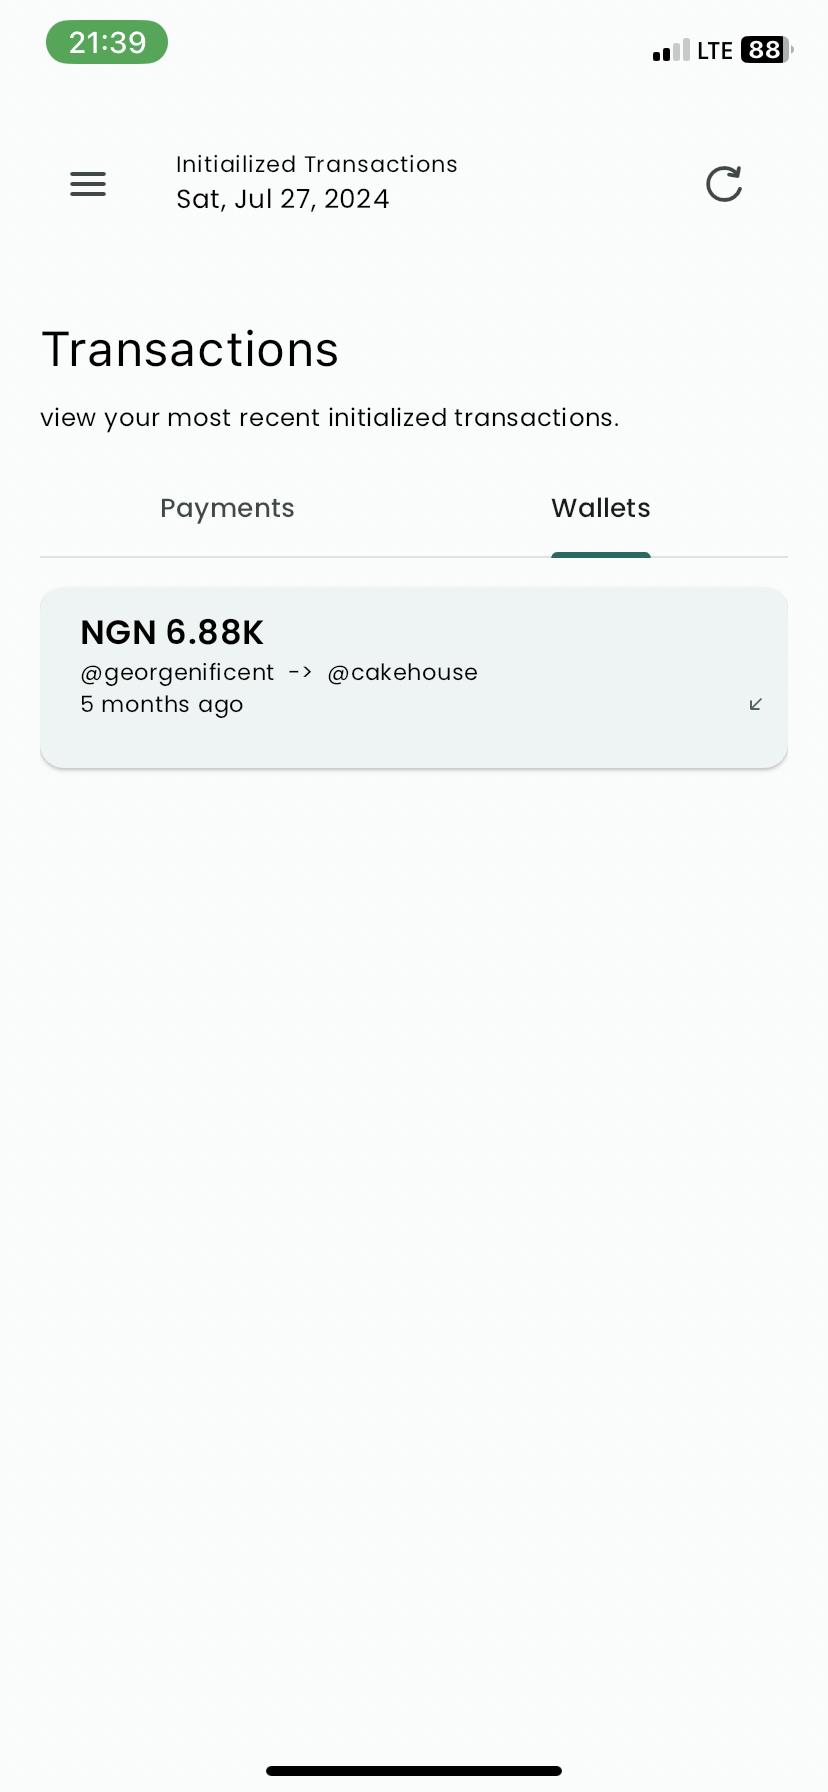 21:39
LTE 88
Initiailized Transactions
Sat, Jul 27, 2024
Transactions
view your most recent initialized transactions.
Payments Wallets
NGN 6.88K
@georgenificent -> @cakehouse
5 months ago